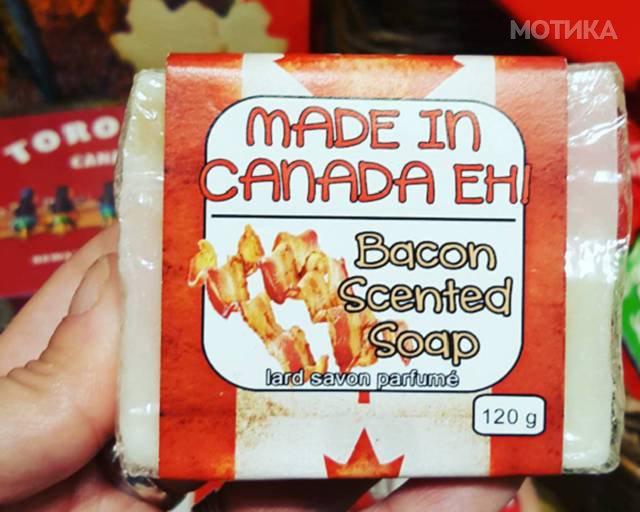 МОТИКА
TORO
CAN
MADE IN
CANADA EH!
Bacon
Scented
Soap
lard savon parfumé
120 g